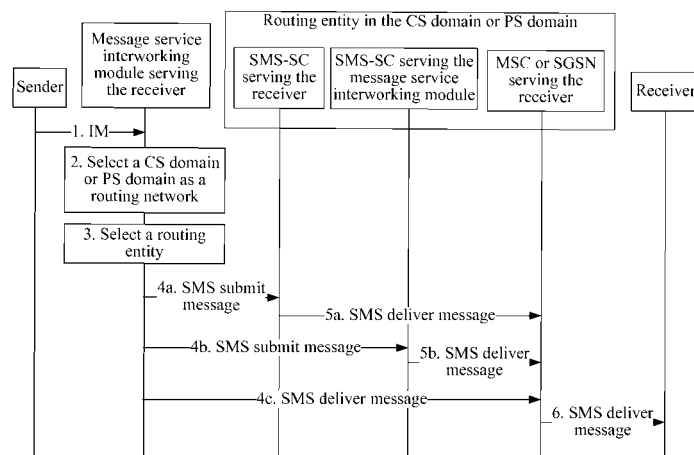 Routing entity in the CS domain or PS domain
Message service
interworking
module serving
the receiver
Sender
SMS-SC
serving the
receiver
SMS-SC serving the
message service
interworking module
MSC or SGSN
serving the
receiver
Receiver
1. IM
2. Select a CS domain
or PS domain as a
routing network
3. Select a routing
entity
4a. SMS submit
message
5a. SMS deliver message
4b. SMS submit message
5b. SMS deliver
message
4c. SMS deliver message
6. SMS deliver
message